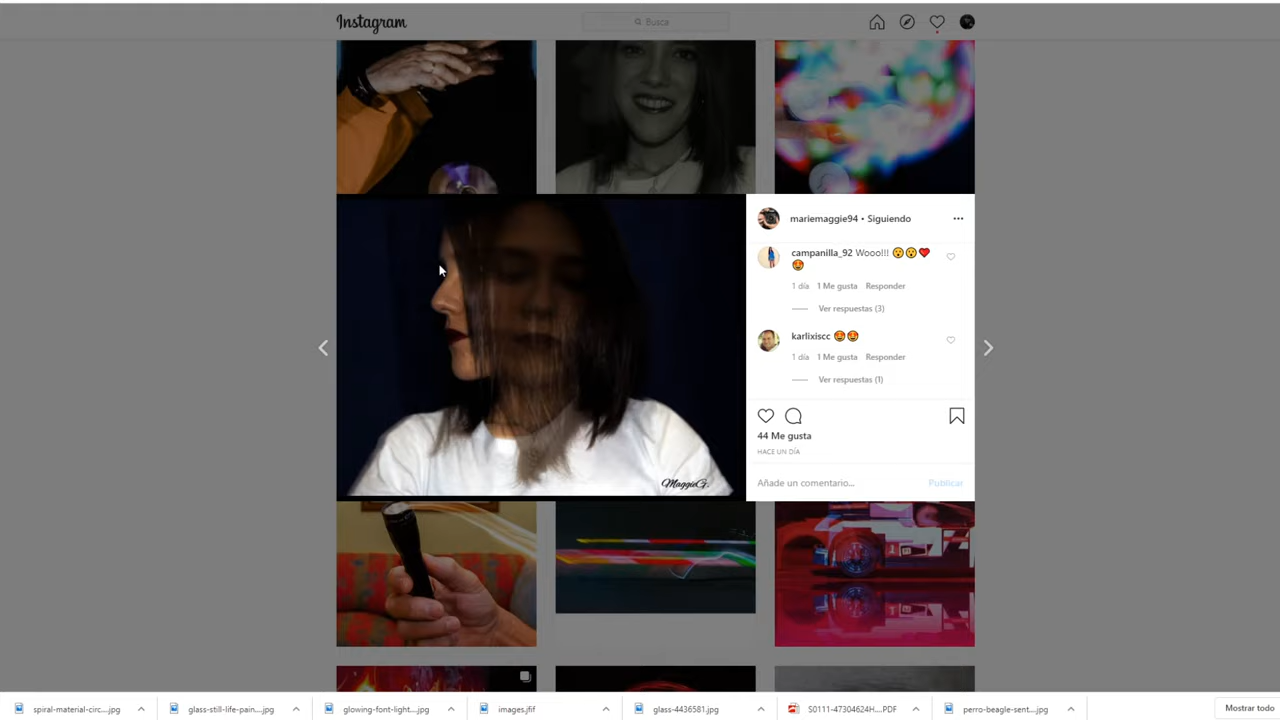 Instagram
Busca
mariemaggie94 • Siguiendo
campanilla_92 Wooo!!! 😯😯❤
😍
1 día 1 Me gusta Responder
Ver respuestas (3)
karlixiscc 😍😍
1 día 1 Me gusta Responder
Ver respuestas (1)
44 Me gusta
HACE UN DÍA
Añade un comentario...
Publicar
MaggieG.
spiral-material-circ....jpg
glass-still-life-pain....jpg
glowing-font-light....jpg
images.jfif
glass-4436581.jpg
S0111-47304624H....PDF
perro-beagle-sent....jpg
Mostrar todo